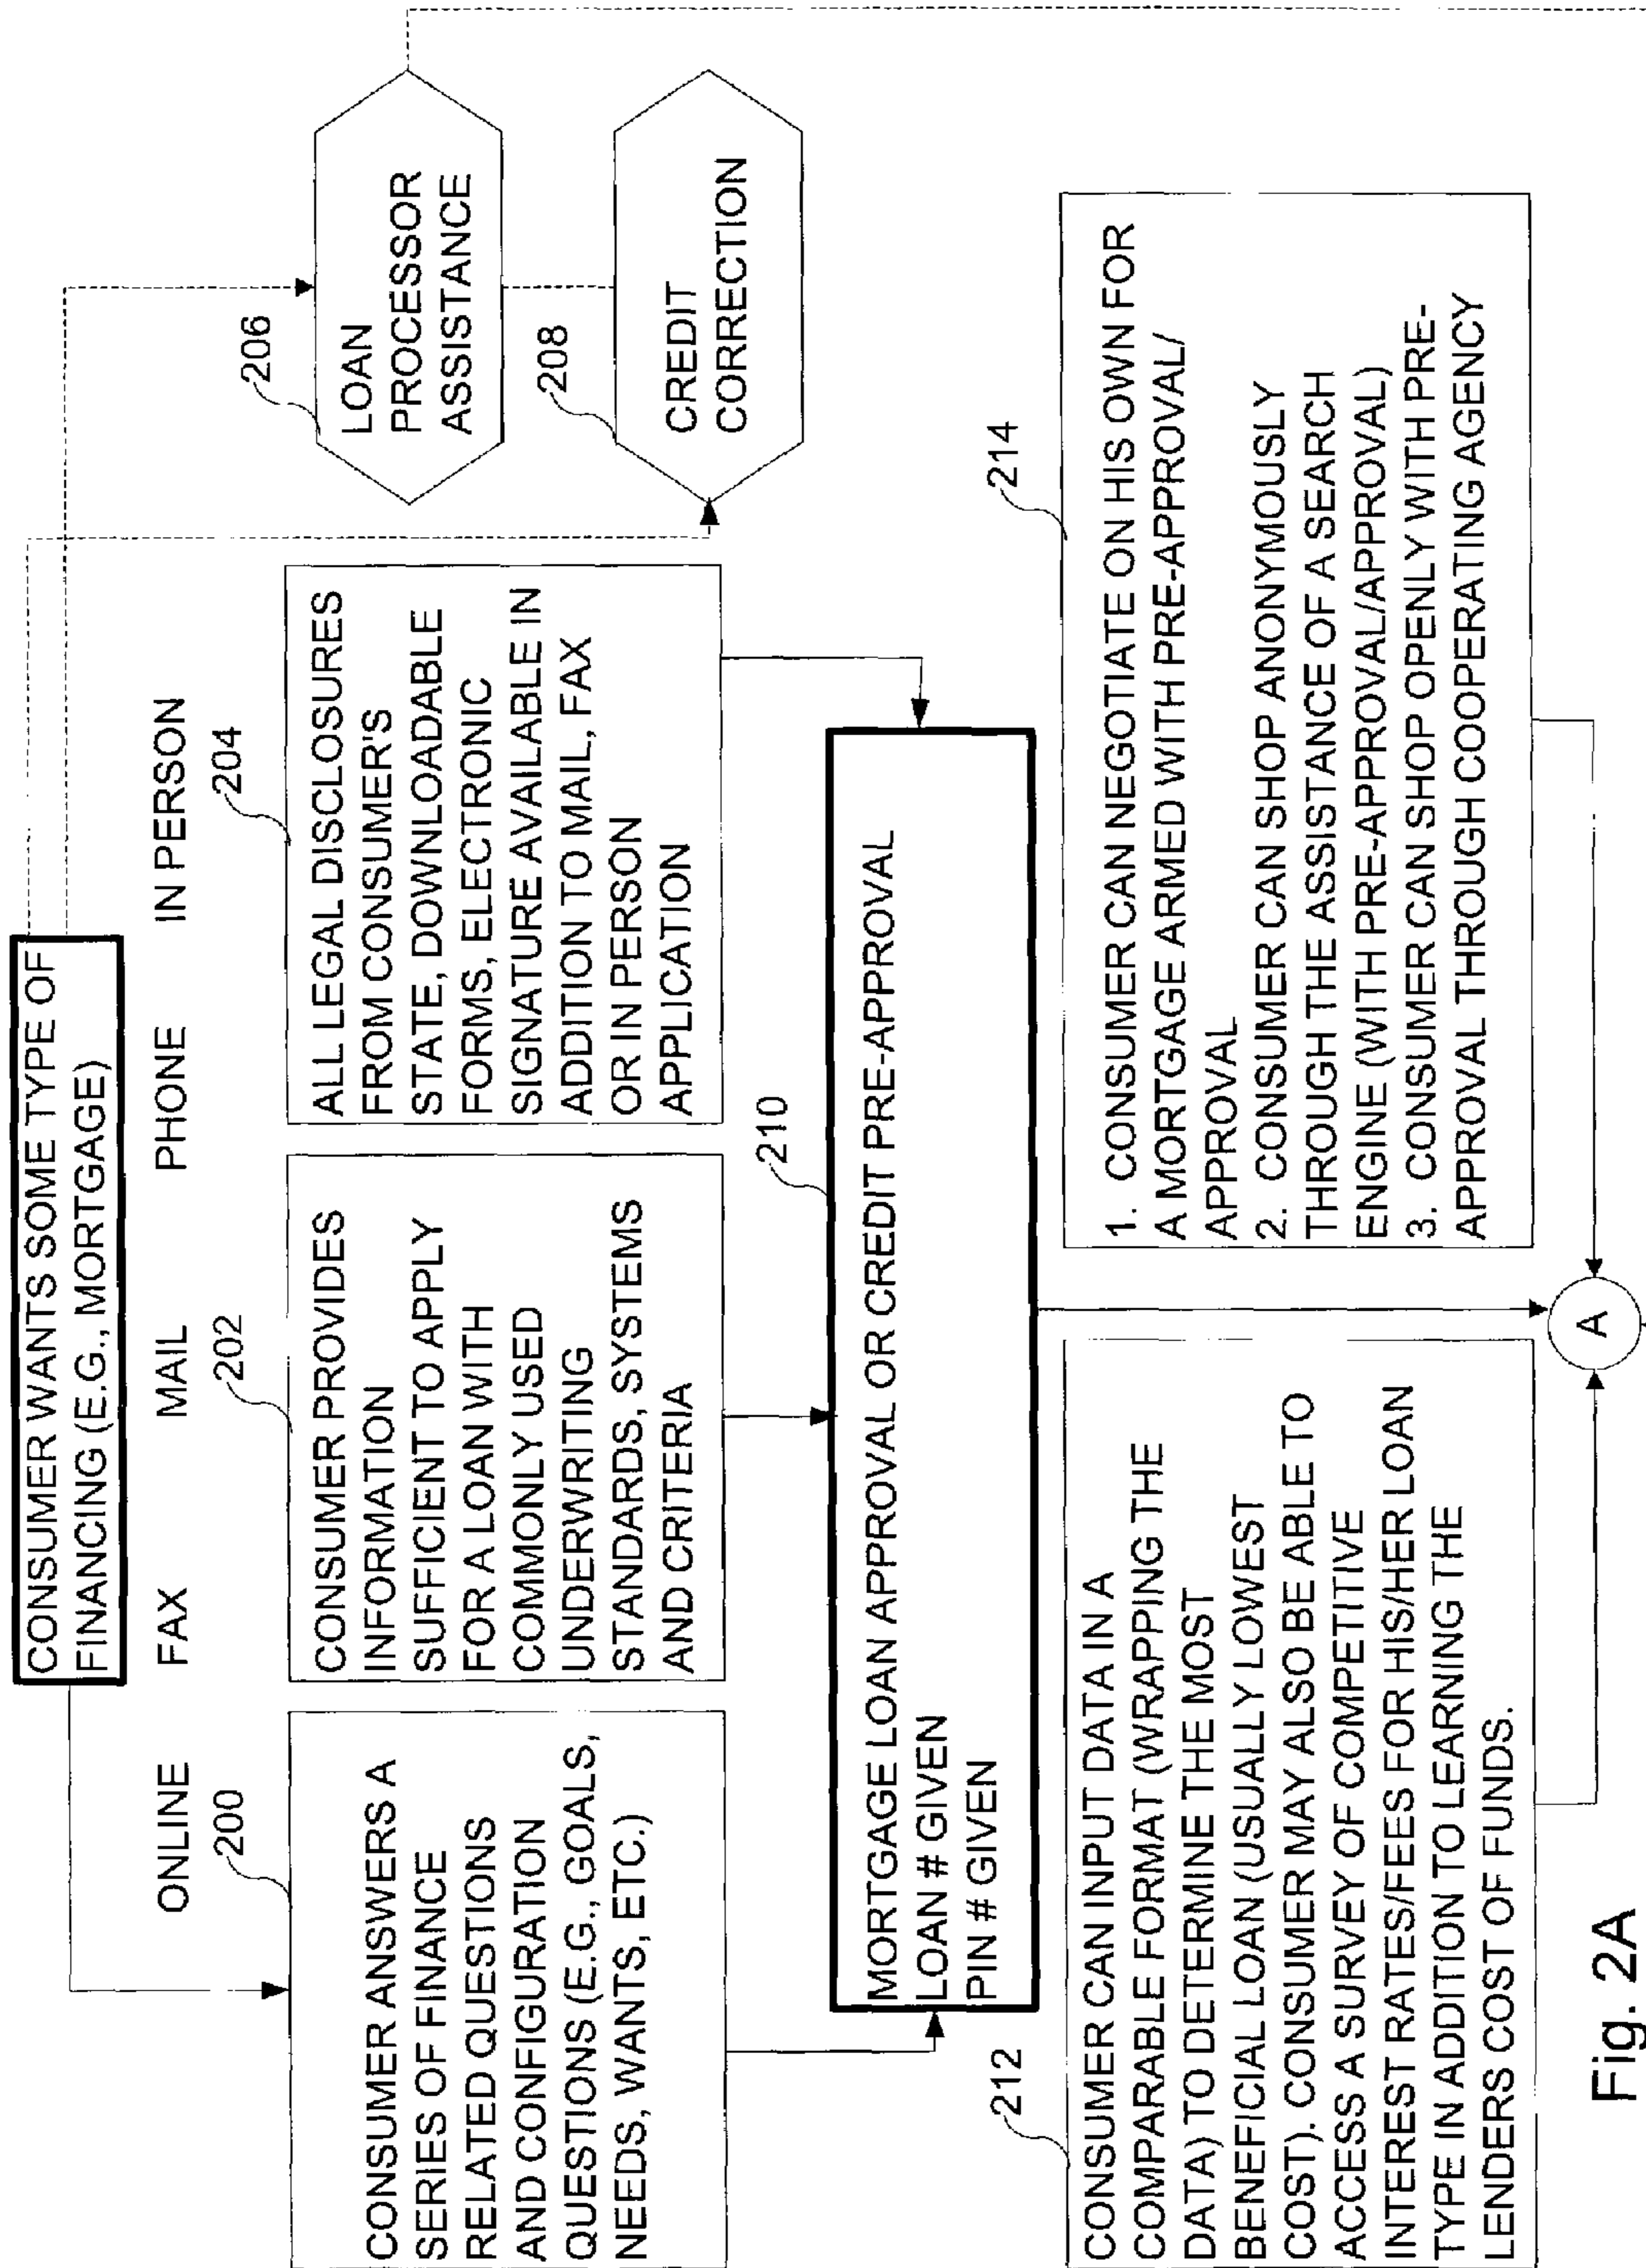 CONSUMER WANTS SOME TYPE OF
FINANCING (E.G., MORTGAGE)
ONLINE FAX MAIL PHONE IN PERSON
200
CONSUMER ANSWERS A
SERIES OF FINANCE
RELATED QUESTIONS
AND CONFIGURATION
QUESTIONS (E.G., GOALS,
NEEDS, WANTS, ETC.)
202
CONSUMER PROVIDES
INFORMATION
SUFFICIENT TO APPLY
FOR A LOAN WITH
COMMONLY USED
UNDERWRITING
STANDARDS, SYSTEMS
AND CRITERIA
204
ALL LEGAL DISCLOSURES
FROM CONSUMER'S
STATE, DOWNLOADABLE
FORMS, ELECTRONIC
SIGNATURE AVAILABLE IN
ADDITION TO MAIL, FAX
OR IN PERSON
APPLICATION
206
LOAN
PROCESSOR
ASSISTANCE
208
CREDIT
CORRECTION
210
MORTGAGE LOAN APPROVAL OR CREDIT PRE-APPROVAL
LOAN # GIVEN
PIN # GIVEN
212
CONSUMER CAN INPUT DATA IN A
COMPARABLE FORMAT (WRAPPING THE
DATA) TO DETERMINE THE MOST
BENEFICIAL LOAN (USUALLY LOWEST
COST). CONSUMER MAY ALSO BE ABLE TO
ACCESS A SURVEY OF COMPETITIVE
INTEREST RATES/FEES FOR HIS/HER LOAN
TYPE IN ADDITION TO LEARNING THE
LENDERS COST OF FUNDS.
214
1. CONSUMER CAN NEGOTIATE ON HIS OWN FOR
A MORTGAGE ARMED WITH PRE-APPROVAL/
APPROVAL
2. CONSUMER CAN SHOP ANONYMOUSLY
THROUGH THE ASSISTANCE OF A SEARCH
ENGINE (WITH PRE-APPROVAL/APPROVAL)
3. CONSUMER CAN SHOP OPENLY WITH PRE-
APPROVAL THROUGH COOPERATING AGENCY
A
Fig. 2A